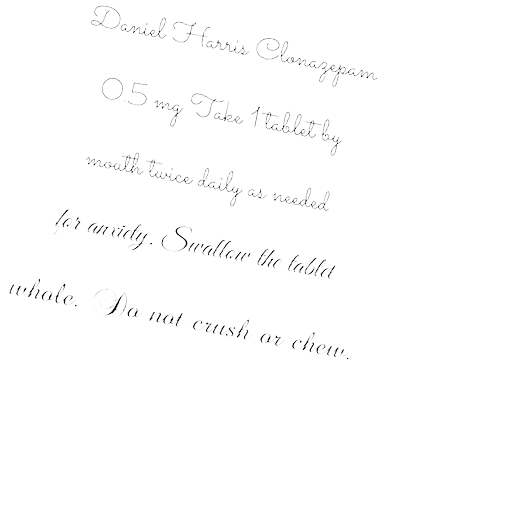 Daniel Harris Clonazepam
0.5 mg Take 1 tablet by
mouth twice daily as needed
for anxiety. Swallow the tablet
whole. Do not crush or chew.